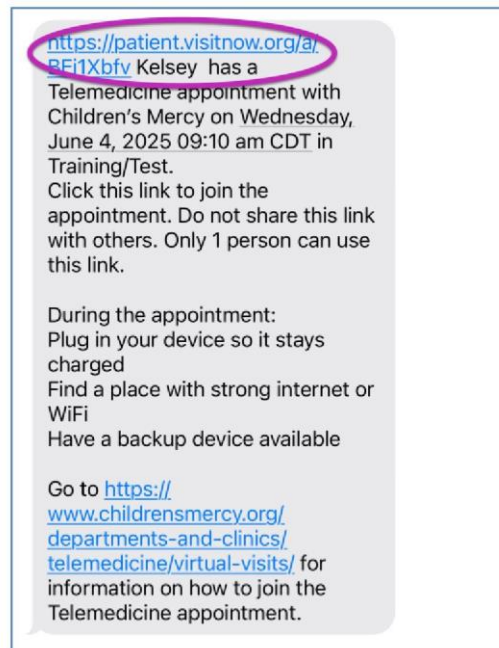 https://patient.visitnow.org/a/
BFi1Xbfv Kelsey  has a
Telemedicine appointment with
Children's Mercy on Wednesday,
June 4, 2025 09:10 am CDT in
Training/Test.
Click this link to join the
appointment. Do not share this link
with others. Only 1 person can use
this link.

During the appointment:
Plug in your device so it stays
charged
Find a place with strong internet or
WiFi
Have a backup device available

Go to https://
www.childrensmercy.org/
departments-and-clinics/
telemedicine/virtual-visits/ for
information on how to join the
Telemedicine appointment.